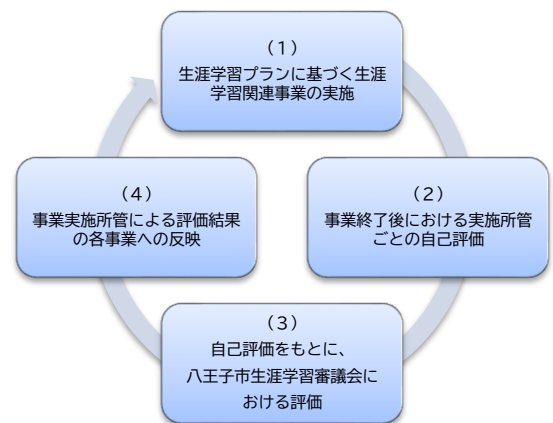 （1）
生涯学習プランに基づく生涯
学習関連事業の実施
（2）
事業終了後における実施所管
ごとの自己評価
（3）
自己評価をもとに、
八王子市生涯学習審議会に
おける評価
（4）
事業実施所管による評価結果
の各事業への反映